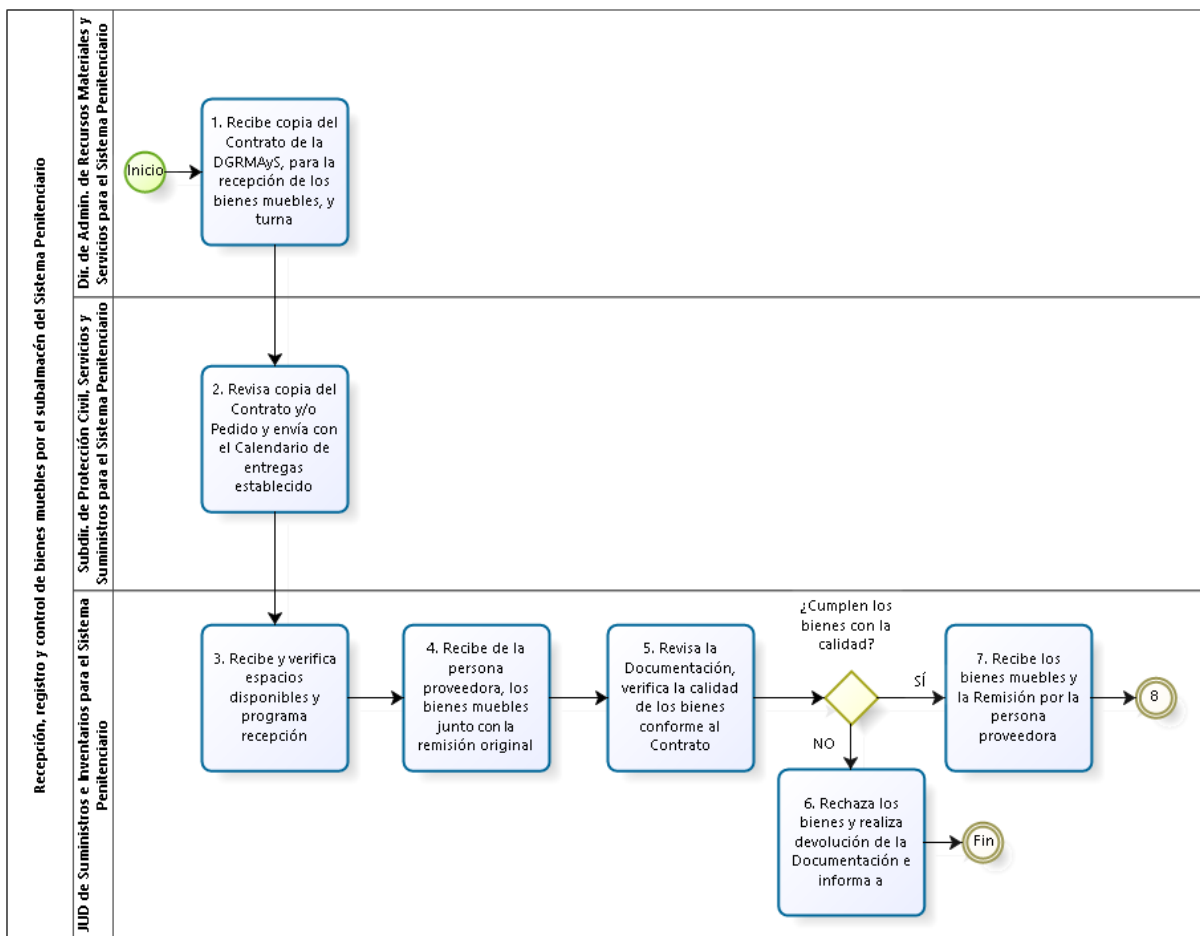 Recepción, registro y control de bienes muebles por el subalmacén del Sistema Penitenciario
Dir. de Admin. de Recursos Materiales y
Servicios para el Sistema Penitenciario
Inicio
1. Recibe copia del
Contrato de la
DGRMAyS, para la
recepción de los
bienes muebles, y
turna
Subdir. de Protección Civil, Servicios y
Suministros para el Sistema Penitenciario
2. Revisa copia del
Contrato y/o
Pedido y envía con
el Calendario de
entregas
establecido
JUD de Suministros e Inventarios para el Sistema
Penitenciario
3. Recibe y verifica
espacios
disponibles y
programa
recepción
4. Recibe de la
persona
proveedora, los
bienes muebles
junto con la
remisión original
5. Revisa la
Documentación,
verifica la calidad
de los bienes
conforme al
Contrato
¿Cumplen los
bienes con la
calidad?
SÍ
7. Recibe los
bienes muebles y
la Remisión por la
persona
proveedora
8
NO
6. Rechaza los
bienes y realiza
devolución de la
Documentación e
informa a
Fin